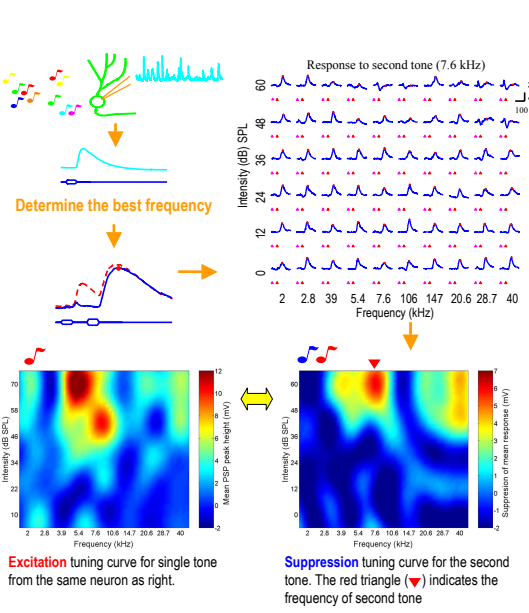 Response to second tone (7.6 kHz)
Intensity (dB) SPL
60
48
36
24
12
0
100
2 2.8 3.9 5.4 7.6 106 147 20.6 28.7 40
Frequency (kHz)
Determine the best frequency
Intensity (dB SPL)
70
58
46
34
22
10
2 2.8 3.9 5.4 7.6 10.6 14.7 20.6 28.7 40
Frequency (kHz)
12
10
8
6
4
2
0
-2
Mean PSP peak height (mV)
Intensity (dB SPL)
60
48
36
24
12
0
2 2.8 3.9 5.4 7.6 10.6 14.7 20.6 28.7 40
Frequency (kHz)
7
6
5
4
3
2
1
0
-1
-2
Suppresion of mean response (mV)
Excitation tuning curve for single tone
from the same neuron as right.
Suppression tuning curve for the second
tone. The red triangle ( ) indicates the
frequency of second tone